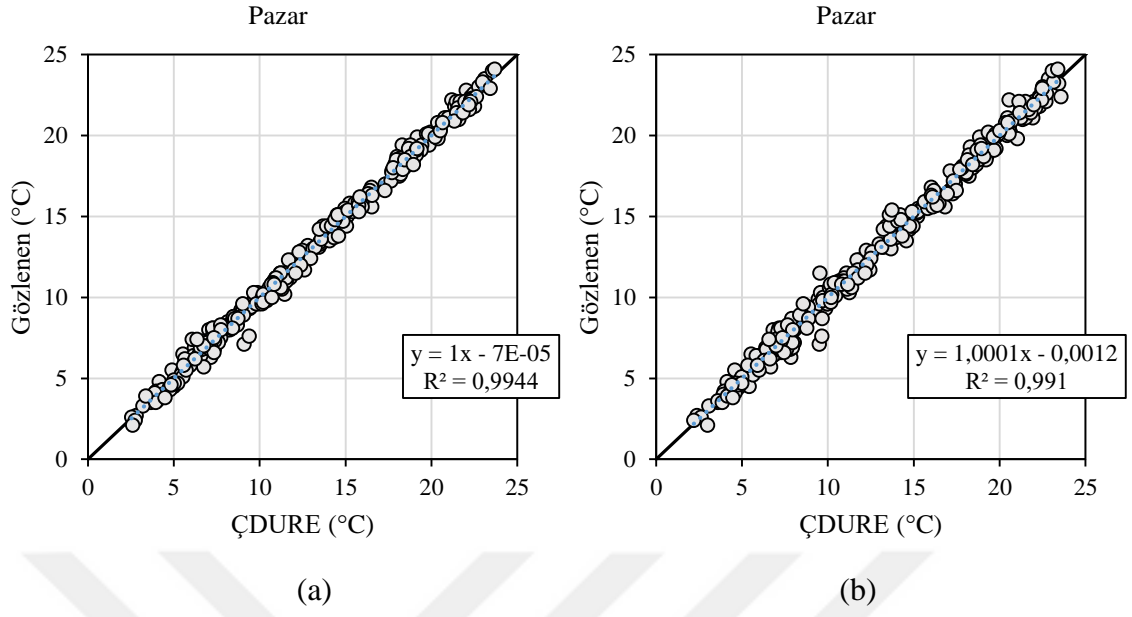 Pazar
25
20
15
10
5
0
Gözlenen (°C)
y = 1x - 7E-05
R² = 0,9944
0 5 10 15 20 25
ÇDURE (°C)
(a)
Pazar
25
20
15
10
5
0
Gözlenen (°C)
y = 1,0001x - 0,0012
R² = 0,991
0 5 10 15 20 25
ÇDURE (°C)
(b)